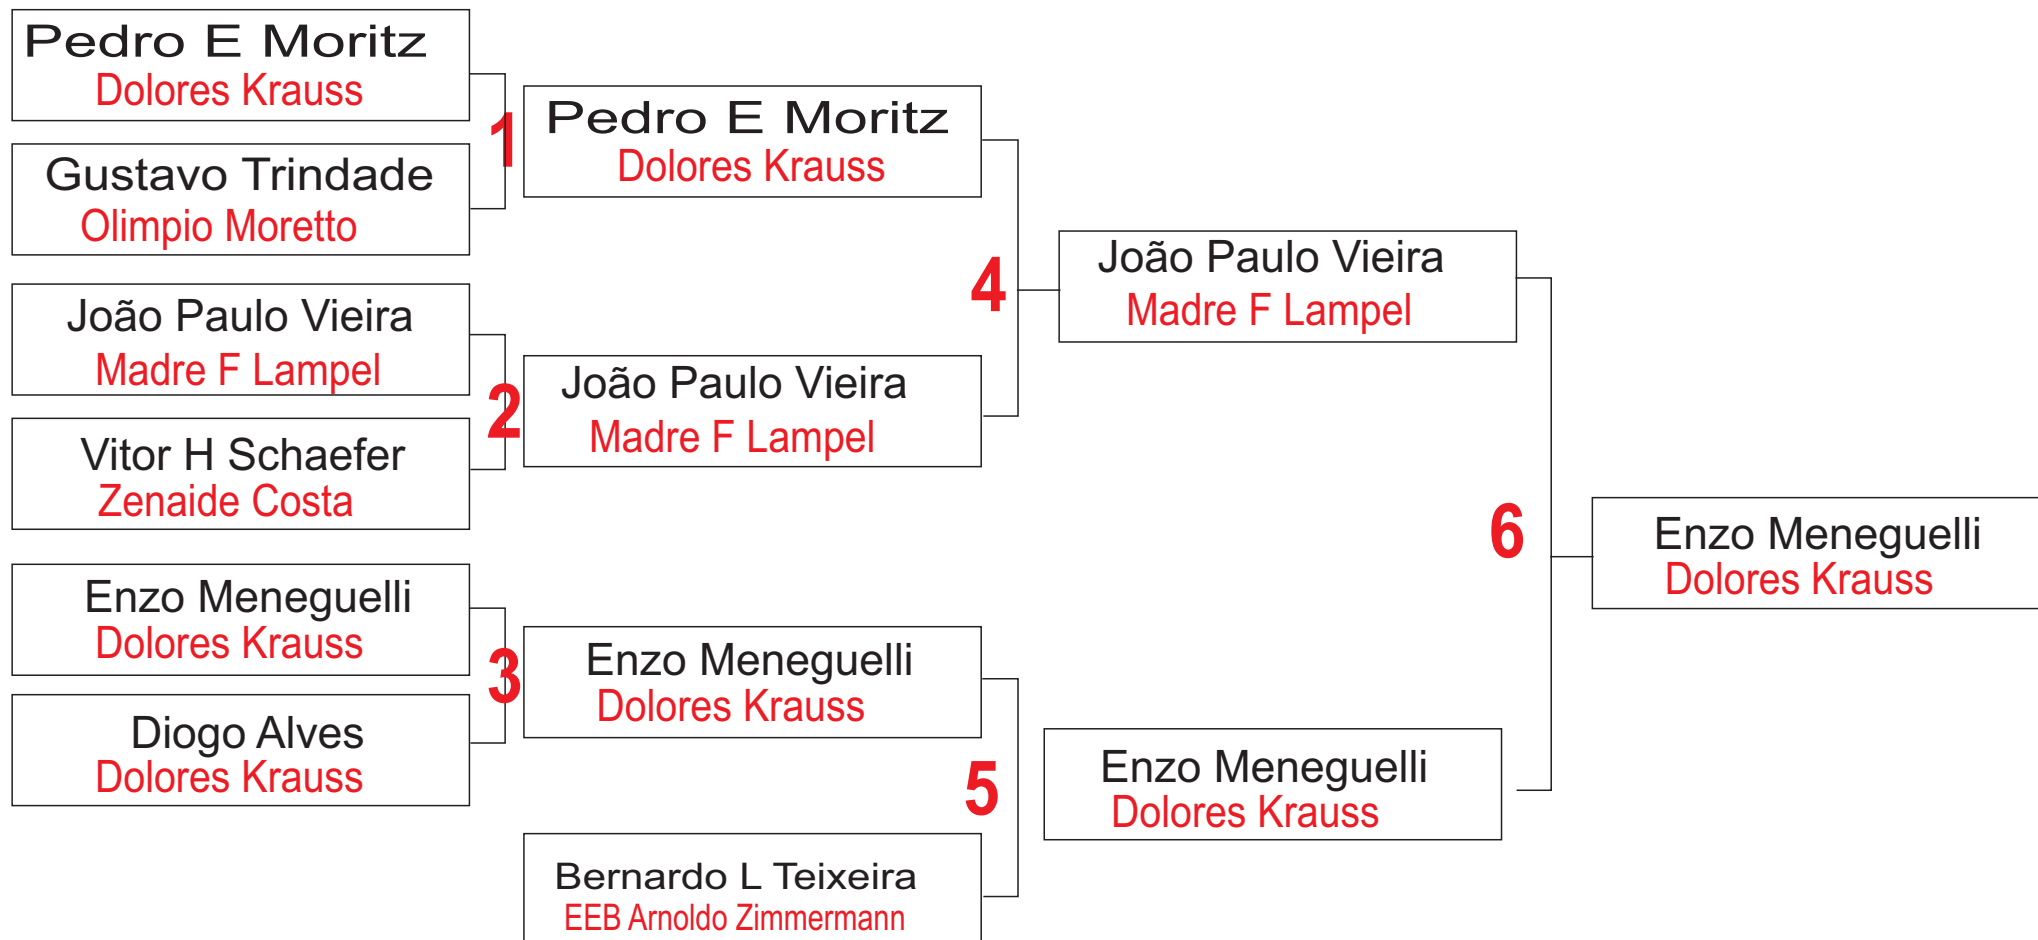 Pedro E Moritz
Dolores Krauss
Gustavo Trindade
Olimpio Moretto
João Paulo Vieira
Madre F Lampel
Vitor H Schaefer
Zenaide Costa
Enzo Meneguelli
Dolores Krauss
Diogo Alves
Dolores Krauss
1
2
3
Pedro E Moritz
Dolores Krauss
João Paulo Vieira
Madre F Lampel
Enzo Meneguelli
Dolores Krauss
Bernardo L Teixeira
EEB Arnoldo Zimmermann
4
5
João Paulo Vieira
Madre F Lampel
Enzo Meneguelli
Dolores Krauss
6
Enzo Meneguelli
Dolores Krauss